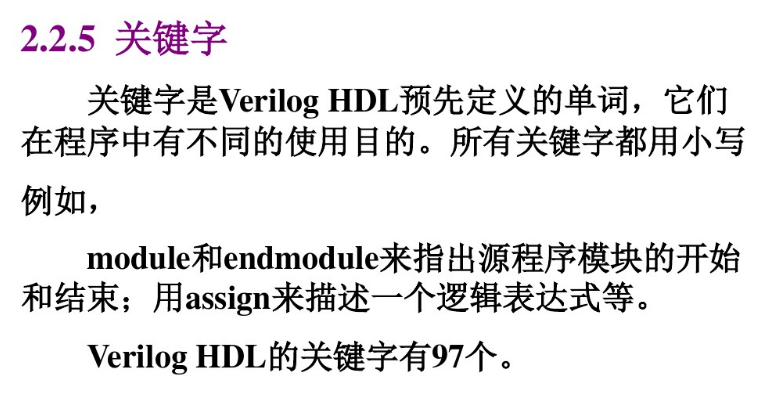 2.2.5 关键字
关键字是Verilog HDL预先定义的单词，它们
在程序中有不同的使用目的。所有关键字都用小写
例如，
module和endmodule来指出源程序模块的开始
和结束；用assign来描述一个逻辑表达式等。
Verilog HDL的关键字有97个。